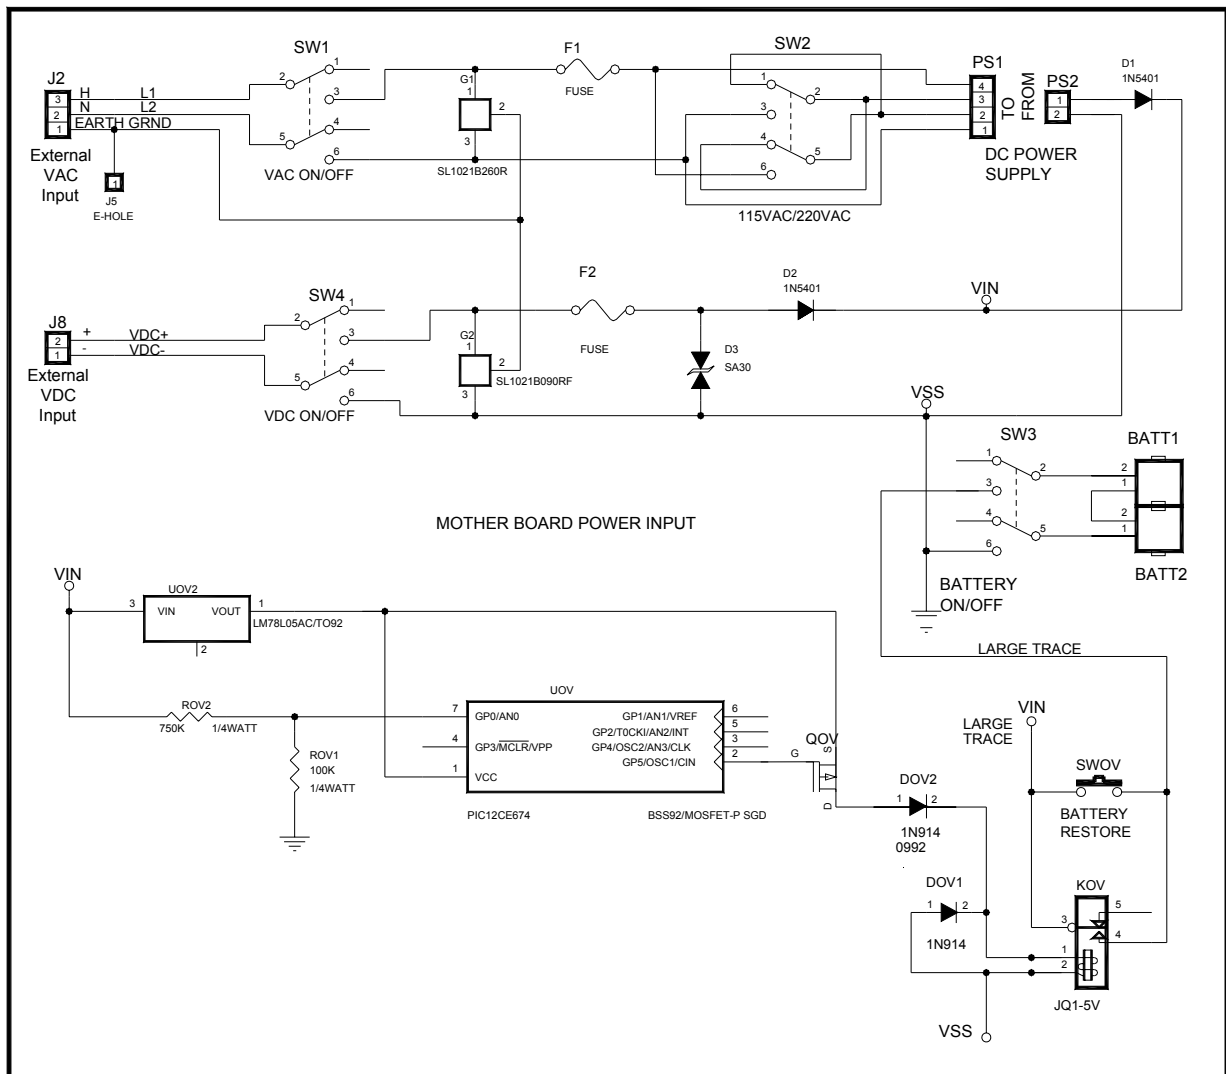 SW1
F1
SW2
PS1
PS2
D1
1N5401
J2
H
L1
N
L2
EARTH GRND
3
2
1
External
VAC
Input
1
J5
E-HOLE
1
2
3
4
5
6
VAC ON/OFF
G1
1
2
3
SL1021B260R
FUSE
1
2
3
4
5
6
115VAC/220VAC
4
3
2
1
TO
FROM
1
2
DC POWER
SUPPLY
SW4
F2
D2
1N5401
VIN
J8
+
VDC+
-
VDC-
2
1
External
VDC
Input
1
2
3
4
5
6
VDC ON/OFF
G2
1
2
3
SL1021B090RF
FUSE
D3
SA30
VSS
SW3
BATT1
1
2
3
4
5
6
2
1
2
1
BATT2
BATTERY
ON/OFF
MOTHER BOARD POWER INPUT
VIN
UOV2
3
VIN
VOUT
1
2
LM78L05AC/TO92
LARGE TRACE
UOV
ROV2
750K
1/4WATT
ROV1
100K
1/4WATT
7
GP0/AN0
4
GP3/MCLR/VPP
1
VCC
GP1/AN1/VREF
6
GP2/T0CKI/AN2/INT
5
GP4/OSC2/AN3/CLK
3
GP5/OSC1/CIN
2
PIC12CE674
BSS92/MOSFET-P SGD
QOV
G
S
D
DOV2
1
2
1N914
0992
DOV1
1
2
1N914
VIN
LARGE
TRACE
SWOV
BATTERY
RESTORE
KOV
3
5
4
1
2
JQ1-5V
VSS